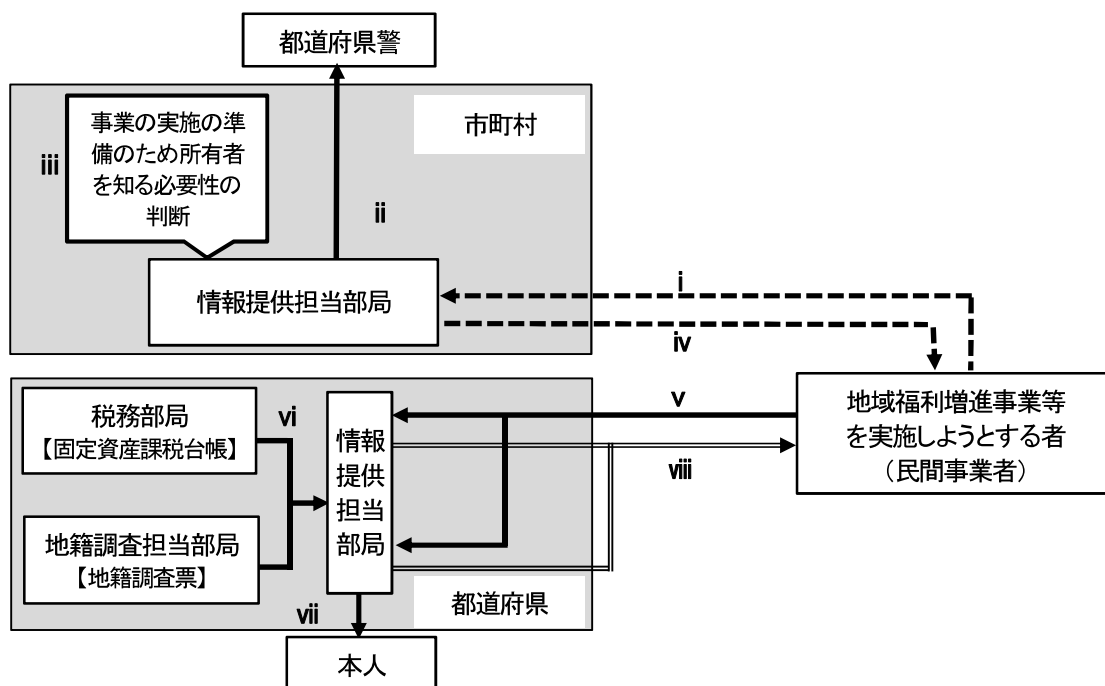 都道府県警
市町村
事業の実施の準
備のため所有者
を知る必要性の
判断
iii
ii
情報提供担当部局
i
iv
税務部局
【固定資産課税台帳】
vi
情報
提供
担当
部局
v
viii
地域福利増進事業等
を実施しようとする者
（民間事業者）
地籍調査担当部局
【地籍調査票】
都道府県
vii
本人